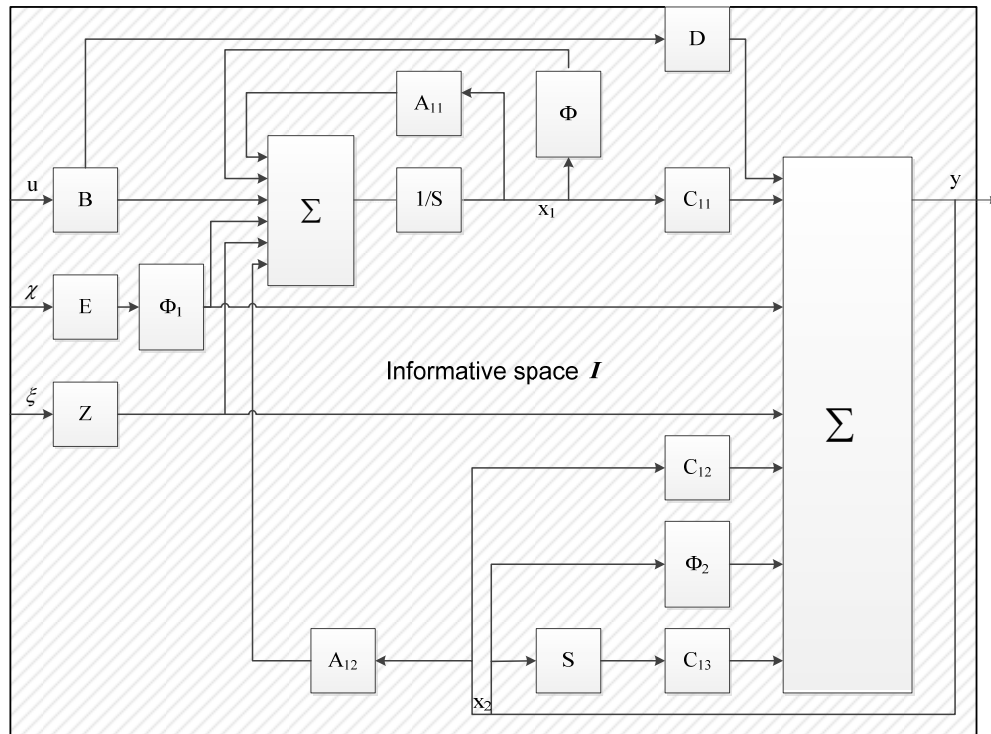 D
A₁₁
Φ
u
B
Σ
1/S
x₁
C₁₁
y
χ
E
Φ₁
Informative space I
ξ
Z
Σ
C₁₂
Φ₂
A₁₂
S
C₁₃
x₂